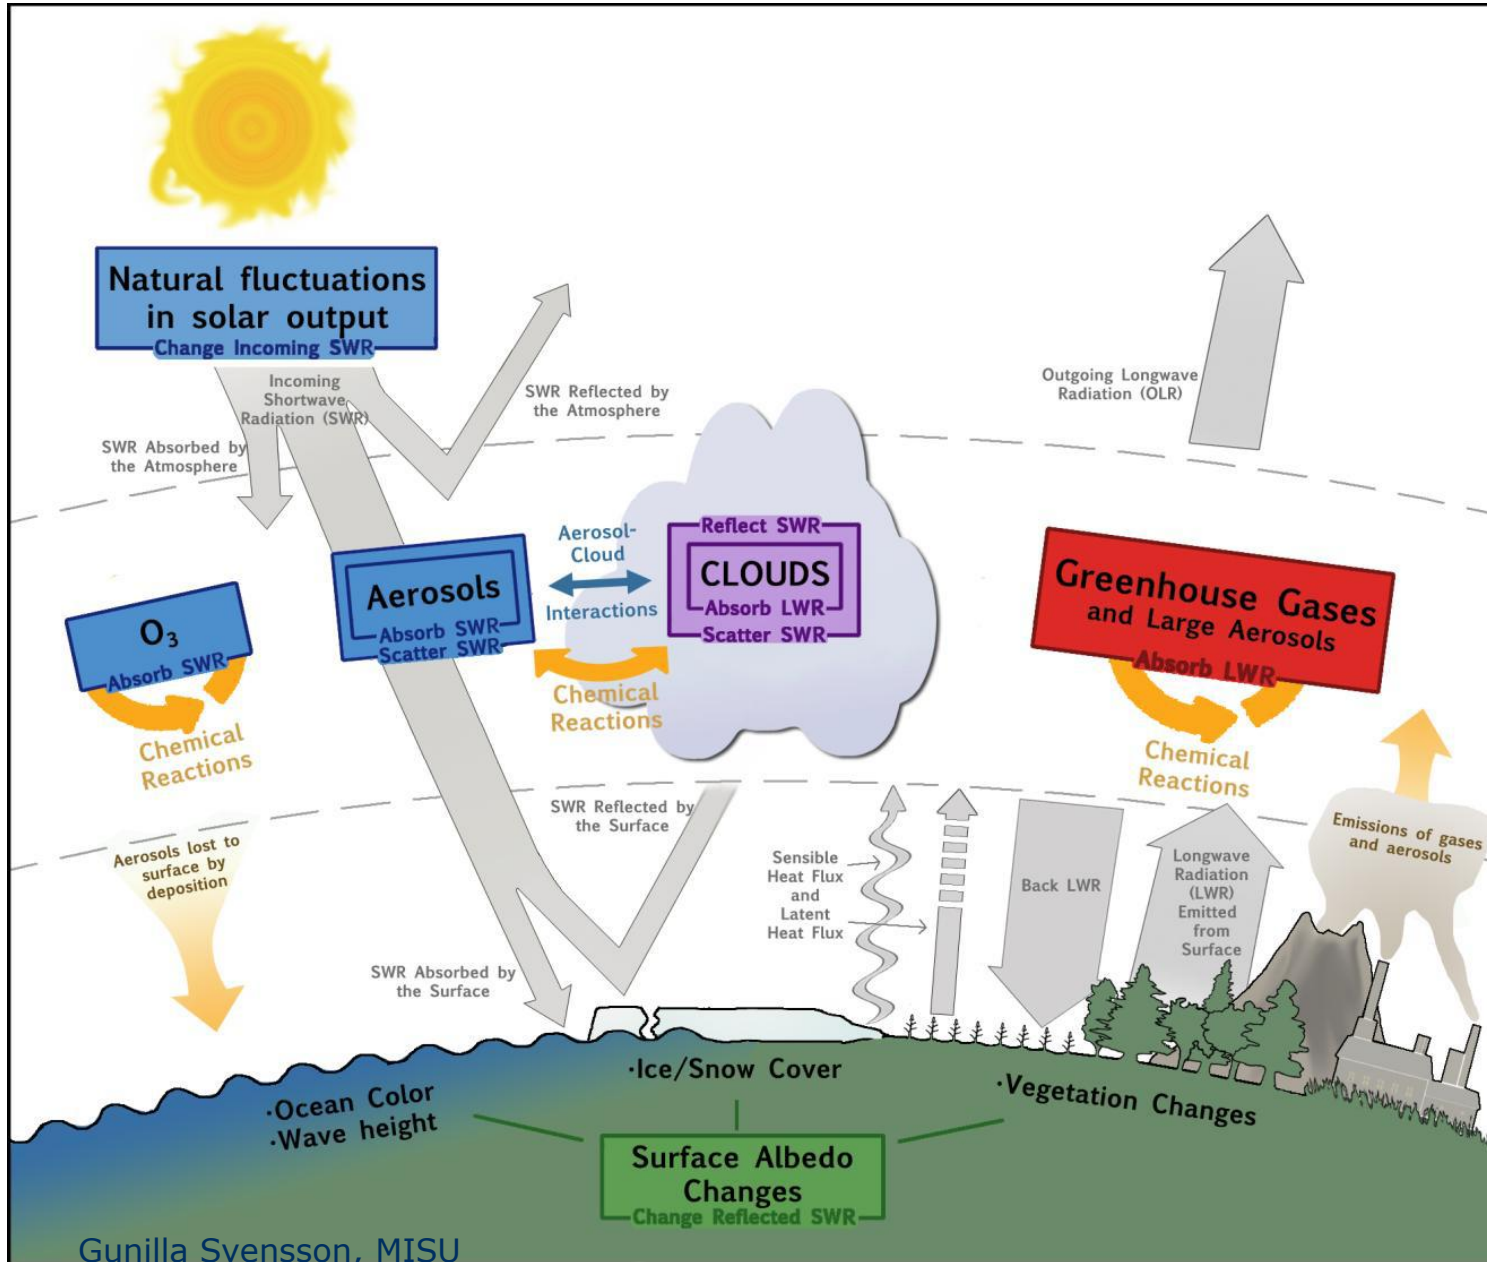 Natural fluctuations
in solar output
Change Incoming SWR
Incoming
Shortwave
Radiation (SWR)
SWR Absorbed by
the Atmosphere
SWR Reflected by
the Atmosphere
Outgoing Longwave
Radiation (OLR)
O₃
Absorb SWR
Chemical
Reactions
Aerosols
Absorb SWR
Scatter SWR
Aerosol-
Cloud
Interactions
Chemical
Reactions
Reflect SWR
CLOUDS
Absorb LWR
Scatter SWR
Greenhouse Gases
and Large Aerosols
Absorb LWR
Chemical
Reactions
Aerosols lost to
surface by
deposition
SWR Reflected by
the Surface
SWR Absorbed by
the Surface
Sensible
Heat Flux
and
Latent
Heat Flux
Back LWR
Longwave
Radiation
(LWR)
Emitted
from
Surface
Emissions of gases
and aerosols
·Ocean Color
·Wave height
·Ice/Snow Cover
·Vegetation Changes
Surface Albedo
Changes
Change Reflected SWR
Gunilla Svensson, MISU